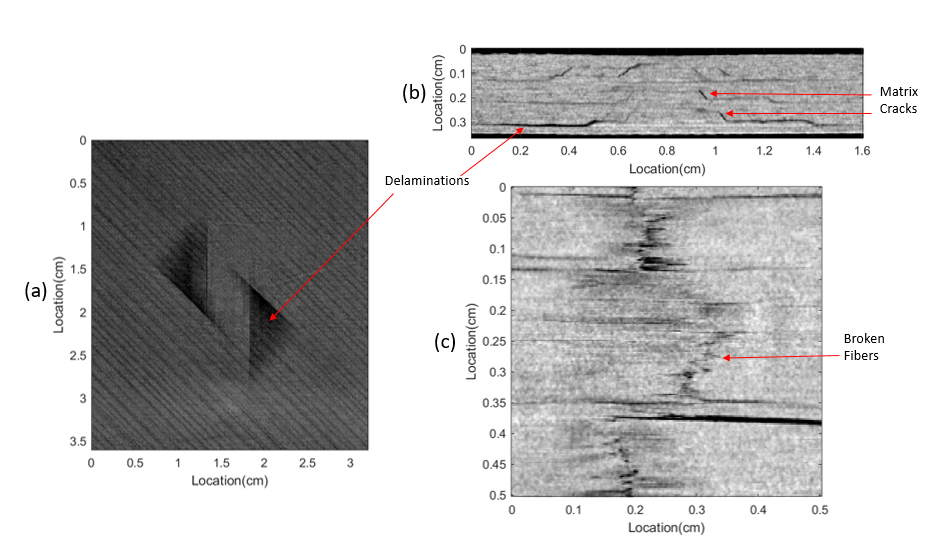 (b)
Location(cm)
0
0.1
0.2
0.3
0 0.2 0.4 0.6 0.8 1 1.2 1.4 1.6
Location(cm)
Matrix
Cracks
Delaminations
(a)
Location(cm)
0
0.5
1
1.5
2
2.5
3
3.5
0 0.5 1 1.5 2 2.5 3
Location(cm)
(c)
Location(cm)
0
0.05
0.1
0.15
0.2
0.25
0.3
0.35
0.4
0.45
0.5
0 0.1 0.2 0.3 0.4 0.5
Location(cm)
Broken
Fibers